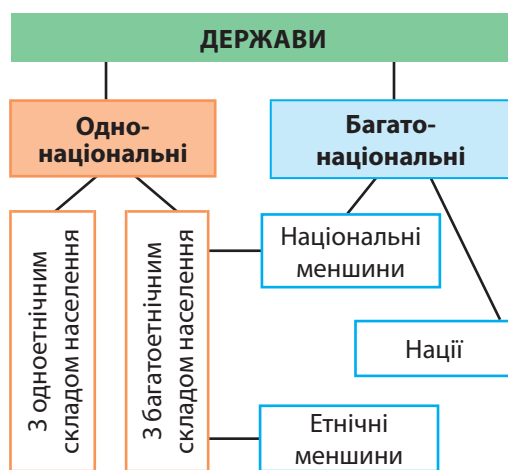 ДЕРЖАВИ
Одно-
національні
Багато-
національні
З одноетнічним
складом населення
З багатоетнічним
складом населення
Національні
меншини
Нації
Етнічні
меншини